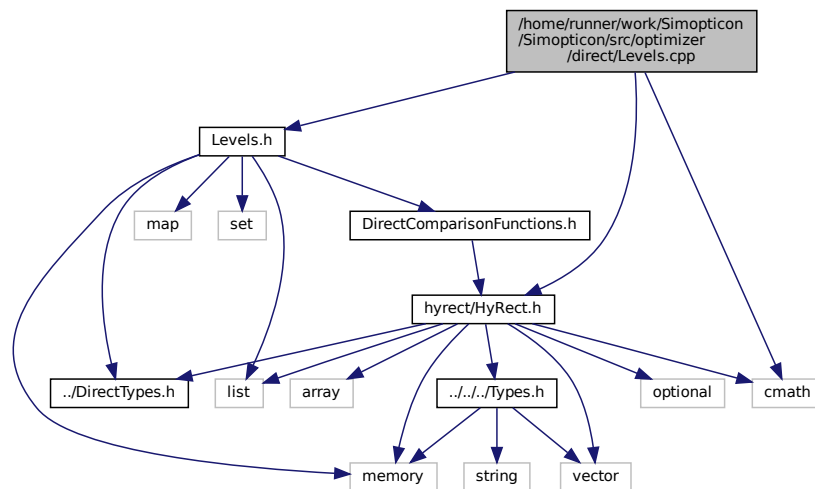 /home/runner/work/Simopticon
/Simopticon/src/optimizer
/direct/Levels.cpp
Levels.h
map
set
DirectComparisonFunctions.h
hyrect/HyRect.h
../DirectTypes.h
list
array
../../../Types.h
optional
cmath
memory
string
vector